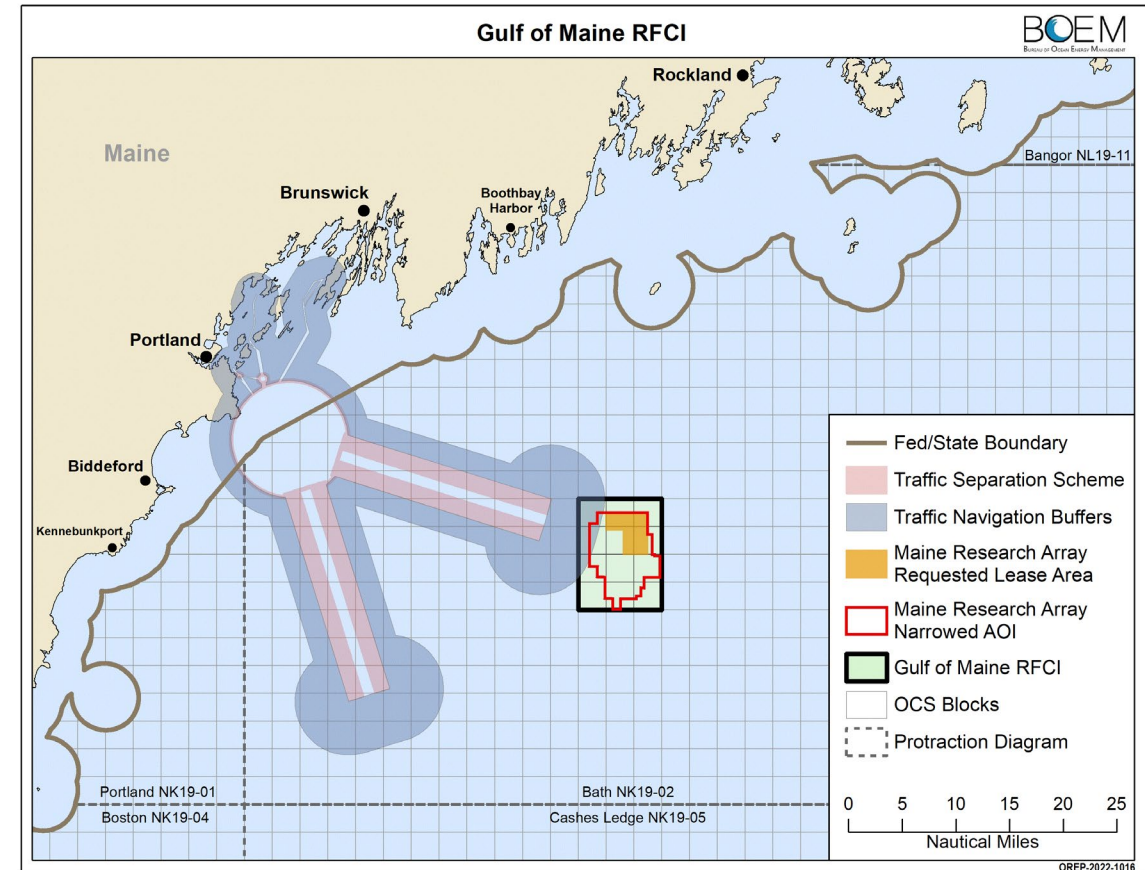 Gulf of Maine RFCI
BOEM
BUREAU OF OCEAN ENERGY MANAGEMENT
Rockland
Maine
Bangor NL19-11
Brunswick
Boothbay
Harbor
Portland
Biddeford
Kennebunkport
Fed/State Boundary
Traffic Separation Scheme
Traffic Navigation Buffers
Maine Research Array
Requested Lease Area
Maine Research Array
Narrowed AOI
Gulf of Maine RFCI
OCS Blocks
Protraction Diagram
Portland NK19-01
Bath NK19-02
Boston NK19-04
Cashes Ledge NK19-05
0 5 10 15 20 25
Nautical Miles
OREP-2022-1016